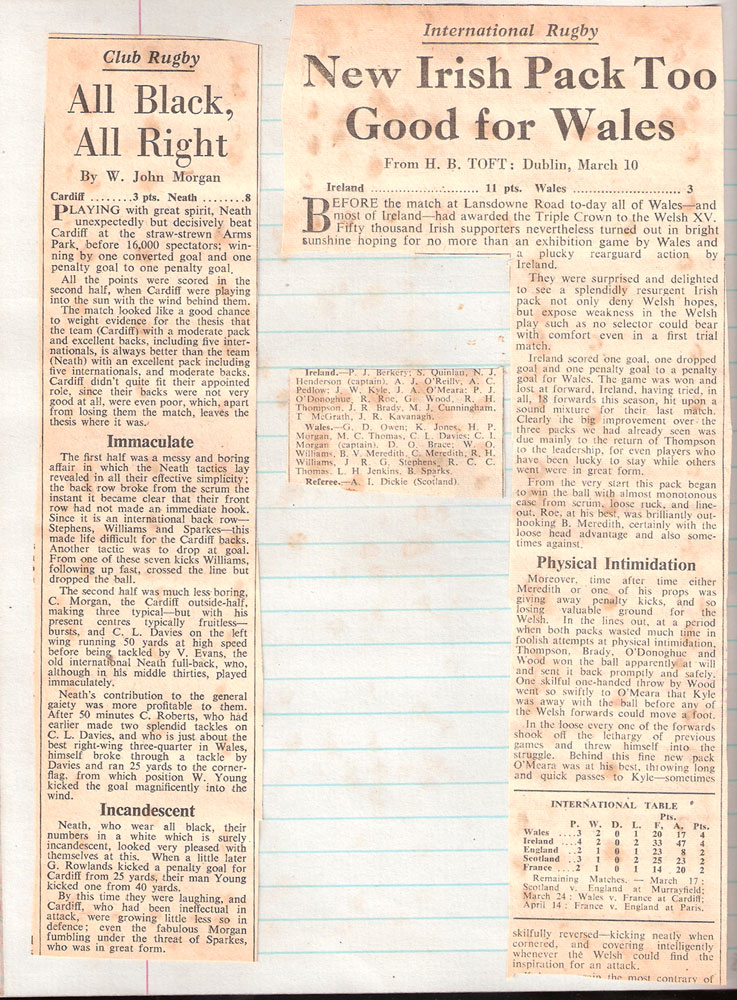 Club Rugby
All Black,
All Right
By W. John Morgan
Cardiff ........3 pts. Neath ........8
PLAYING with great spirit, Neath
unexpectedly but decisively beat
Cardiff at the straw-strewn Arms
Park, before 16,000 spectators; win-
ning by one converted goal and one
penalty goal to one penalty goal.
All the points were scored in the
second half, when Cardiff were playing
into the sun with the wind behind them.
The match looked like a good chance
to weight evidence for the thesis that
the team (Cardiff) with a moderate pack
and excellent backs, including five inter-
nationals, is always better than the team
(Neath) with an excellent pack including
five internationals, and moderate backs.
Cardiff didn't quite fit their appointed
role, since their backs were not very
good at all, were even poor, which, apart
from losing them the match, leaves the
thesis where it was.
Immaculate
The first half was a messy and boring
affair in which the Neath tactics lay
revealed in all their effective simplicity;
the back row broke from the scrum the
instant it became clear that their front
row had not made an immediate hook.
Since it is an international back row—
Stephens, Williams and Sparkes—this
made life difficult for the Cardiff backs.
Another tactic was to drop at goal.
From one of these seven kicks Williams,
following up fast, crossed the line but
dropped the ball.
The second half was much less boring,
C. Morgan, the Cardiff outside-half,
making three typical—but with his
present centres typically fruitless—
bursts, and C. L. Davies on the left
wing running 50 yards at high speed
before being tackled by V. Evans, the
old international Neath full-back, who,
although in his middle thirties, played
immaculately.
Neath's contribution to the general
gaiety was more profitable to them.
After 50 minutes C. Roberts, who had
earlier made two splendid tackles on
C. L. Davies, and who is just about the
best right-wing three-quarter in Wales,
himself broke through a tackle by
Davies and ran 25 yards to the corner-
flag, from which position W. Young
kicked the goal magnificently into the
wind.
Incandescent
Neath, who wear all black, their
numbers in a white which is surely
incandescent, looked very pleased with
themselves at this. When a little later
G. Rowlands kicked a penalty goal for
Cardiff from 25 yards, their man Young
kicked one from 40 yards.
By this time they were laughing, and
Cardiff, who had been ineffectual in
attack, were growing little less so in
defence; even the fabulous Morgan
fumbling under the threat of Sparkes,
who was in great form.
International Rugby
New Irish Pack Too
Good for Wales
From H. B. TOFT: Dublin, March 10
Ireland ........................ 11 pts. Wales ........................ 3
BEFORE the match at Lansdowne Road to-day all of Wales—and
most of Ireland—had awarded the Triple Crown to the Welsh XV.
Fifty thousand Irish supporters nevertheless turned out in bright
sunshine hoping for no more than an exhibition game by Wales and
a plucky rearguard action by
Ireland.
They were surprised and delighted
to see a splendidly resurgent Irish
pack not only deny Welsh hopes,
but expose weakness in the Welsh
play such as no selector could bear
with comfort even in a first trial
match.
Ireland scored one goal, one dropped
goal and one penalty goal to a penalty
goal for Wales. The game was won and
lost at forward. Ireland, having tried, in
all, 18 forwards this season, hit upon a
sound mixture for their last match.
Clearly the big improvement over the
three packs we had already seen was
due mainly to the return of Thompson
to the leadership, for even players who
have been lucky to stay while others
went were in great form.
From the very start this pack began
to win the ball with almost monotonous
ease from scrum, loose ruck, and line-
out. Roe, at his best, was brilliantly out-
hooking B. Meredith, certainly with the
loose head advantage and also some-
times against.
Physical Intimidation
Moreover, time after time either
Meredith or one of his props was
giving away penalty kicks, and so
losing valuable ground for the
Welsh. In the lines out, at a period
when both packs wasted much time in
foolish attempts at physical intimidation,
Thompson, Brady, O'Donoghue and
Wood won the ball apparently at will
and sent it back promptly and safely.
One skilful one-handed throw by Wood
went so swiftly to O'Meara that Kyle
was away with the ball before any of
the Welsh forwards could move a foot.
In the loose every one of the forwards
shook off the lethargy of previous
games and threw himself into the
struggle. Behind this fine new pack
O'Meara was at his best, throwing long
and quick passes to Kyle—sometimes
Ireland.—P. J. Berkery; S. Quinlan, N. J.
Henderson (captain), A. J. O'Reilly, A. C.
Pedlow; J. W. Kyle, J. A. O'Meara; P. J.
O'Donoghue, R. Roe, G. Wood, R. H.
Thompson, J. R. Brady, M. J. Cunningham,
T. McGrath, J. R. Kavanagh.
Wales.—G. D. Owen; K. Jones, H. P.
Morgan, M. C. Thomas, C. L. Davies; C. I.
Morgan (captain), D. O. Brace; W. O.
Williams, B. V. Meredith, C. Meredith, R. H.
Williams, J. R. G. Stephens, R. C. C.
Thomas, L. H. Jenkins, B. Sparks.
Referee.—A. I. Dickie (Scotland).
INTERNATIONAL TABLE
Pts.
P. W. D. L. F. A. Pts.
Wales ....3 2 0 1 20 17 4
Ireland ....4 2 0 2 33 47 4
England ..2 1 0 1 23 8 2
Scotland ..3 1 0 2 25 23 2
France ....2 1 0 1 14 20 2
Remaining Matches. — March 17:
Scotland v. England at Murrayfield;
March 24: Wales v. France at Cardiff;
April 14: France v. England at Paris.
skilfully reversed—kicking neatly when
cornered, and covering intelligently
whenever the Welsh could find the
inspiration for an attack.
in the most contrary of